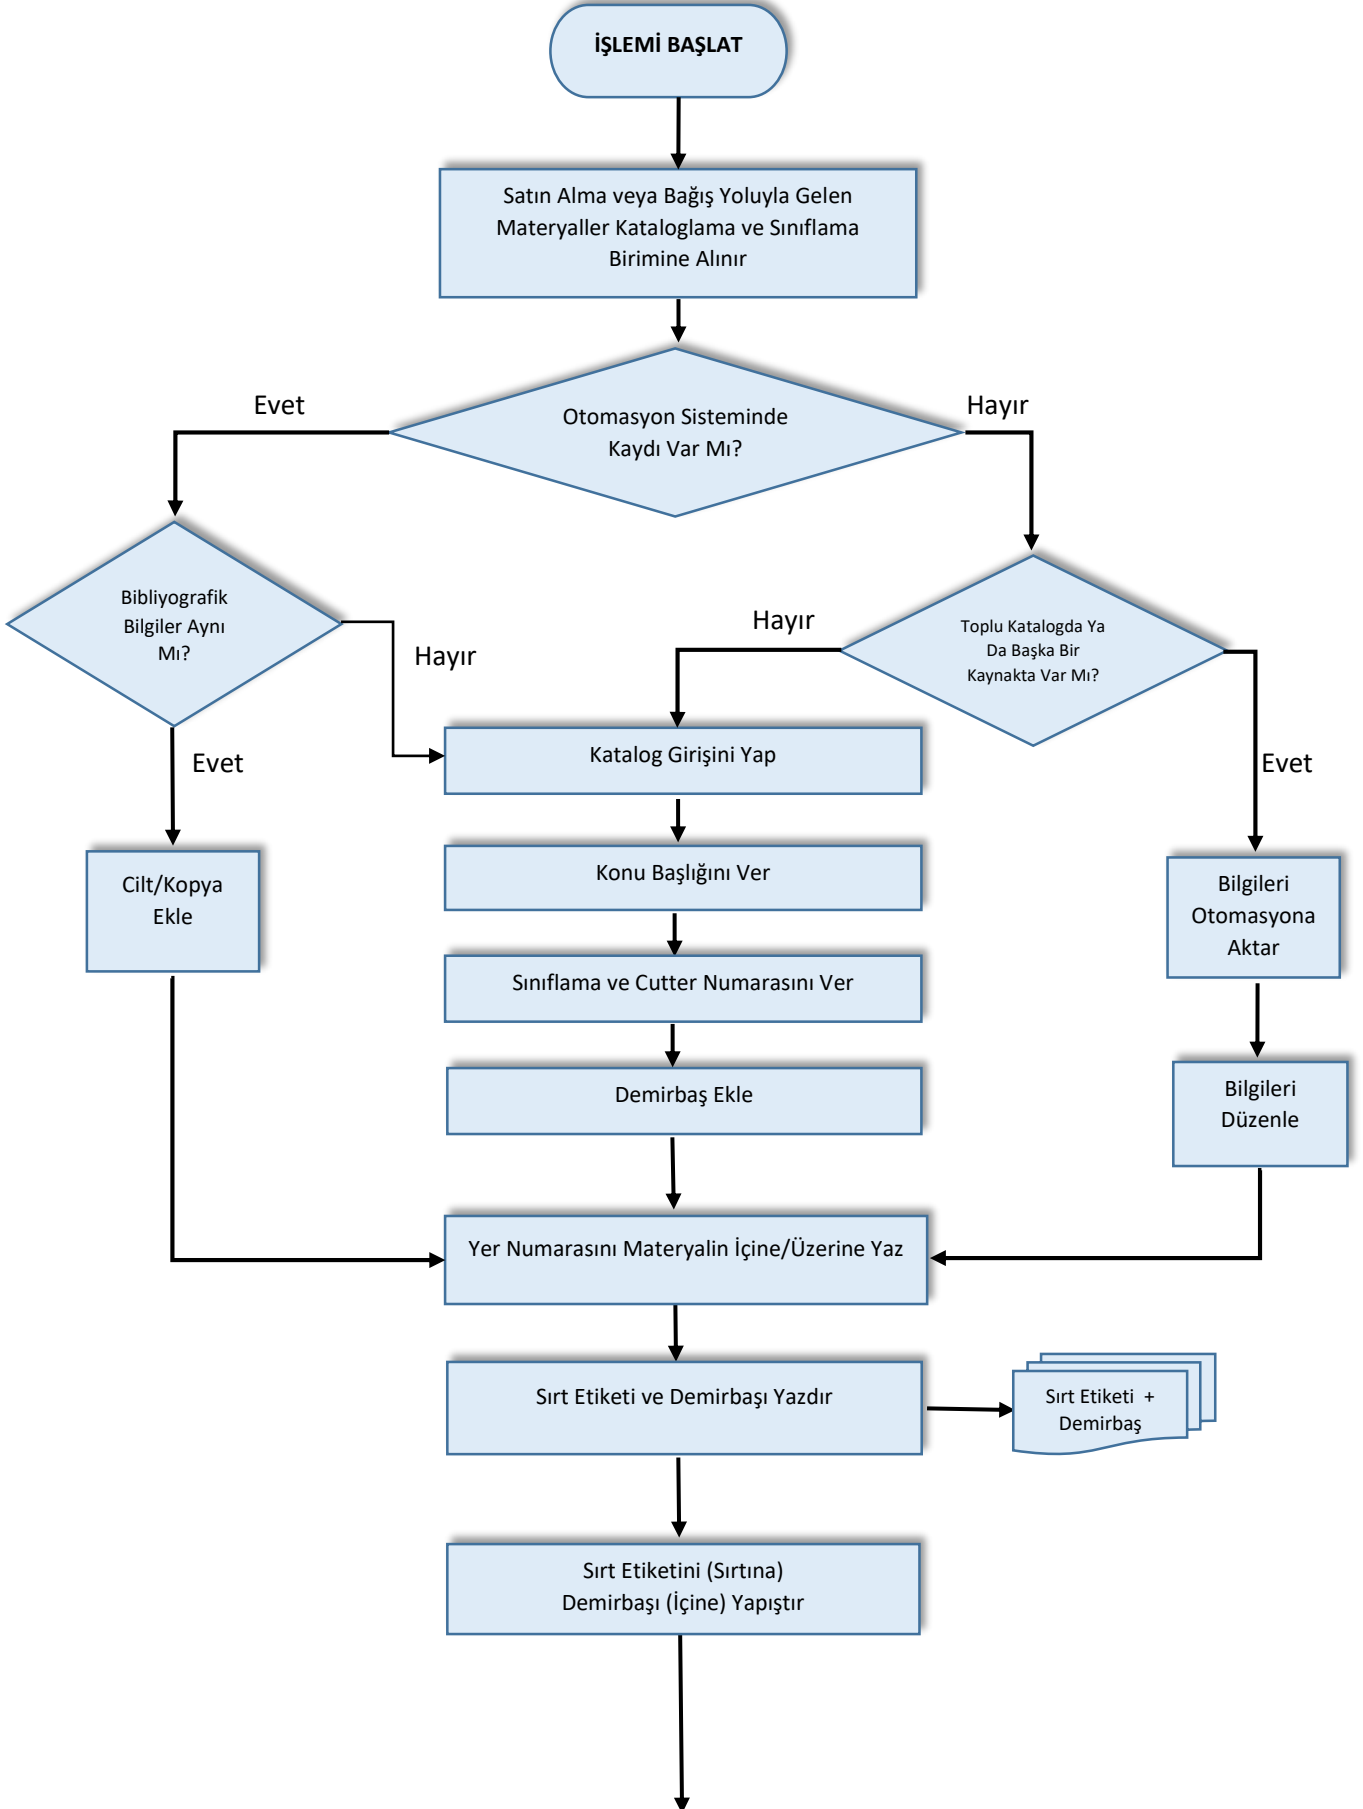 İŞLEMİ BAŞLAT
Satın Alma veya Bağış Yoluyla Gelen
Materyaller Kataloglama ve Sınıflama
Birimine Alınır
Evet
Hayır
Otomasyon Sisteminde
Kaydı Var Mı?
Bibliyografik
Bilgiler Aynı
Mı?
Hayır
Hayır
Toplu Katalogda Ya
Da Başka Bir
Kaynakta Var Mı?
Evet
Katalog Girişini Yap
Evet
Cilt/Kopya
Ekle
Konu Başlığını Ver
Bilgileri
Otomasyona
Aktar
Sınıflama ve Cutter Numarasını Ver
Demirbaş Ekle
Bilgileri
Düzenle
Yer Numarasını Materyalin İçine/Üzerine Yaz
Sırt Etiketi ve Demirbaşı Yazdır
Sırt Etiketi +
Demirbaş
Sırt Etiketini (Sırtına)
Demirbaşı (İçine) Yapıştır